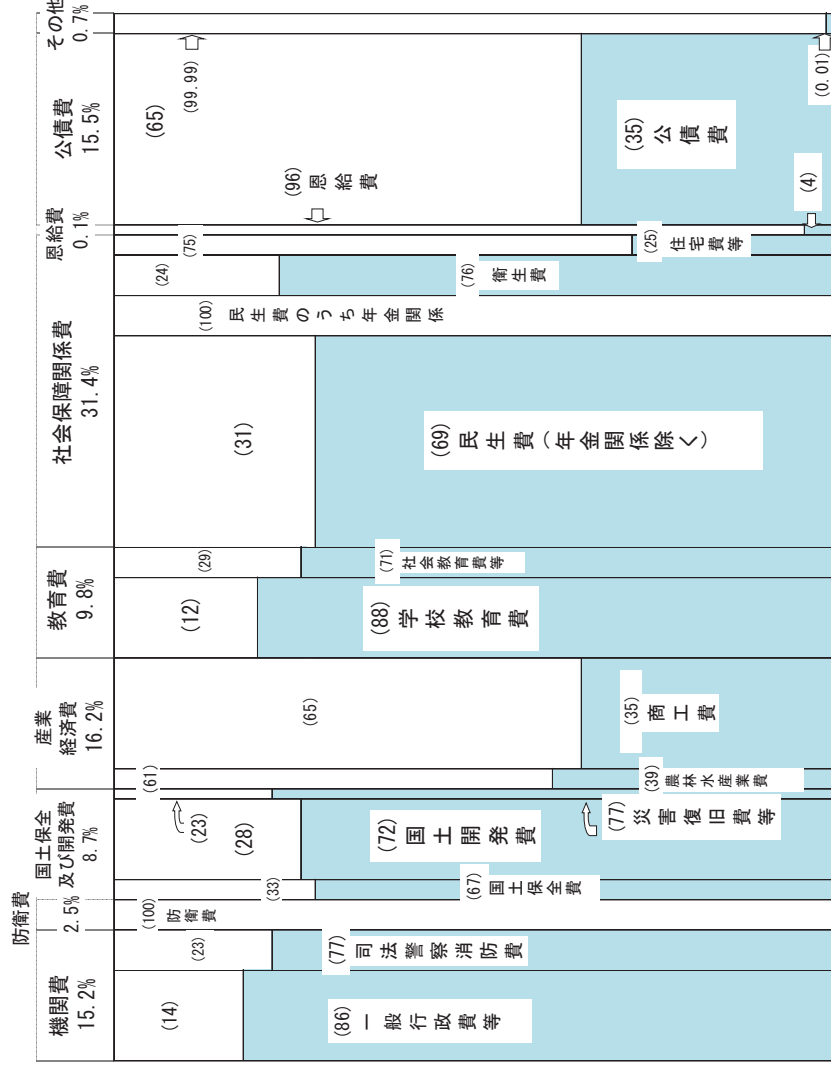 防衛費
機関費
15.2%
2.5%
国土保全
及び開発費
8.7%
産業
経済費
16.2%
教育費
9.8%
社会保障関係費
31.4%
恩給費
0.1%
公債費
15.5%
その他
0.7%
(14)
(86)
一般行政費等
(23)
(77)
司法警察消防費
(100)
防衛費
(33)
(67)
国土保全費
(28)
(72)
国土開発費
(23)
(77)
災害復旧費等
(61)
(39)
農林水産業費
(65)
(35)
商工費
(12)
(88)
学校教育費
(29)
(71)
社会教育費等
(31)
(69)
民生費(年金関係除く)
(100)
民生費のうち年金関係
(24)
(76)
衛生費
(75)
(25)
住宅費等
(96)
恩給費
(4)
(65)
(35)
公債費
(99.99)
(0.01)